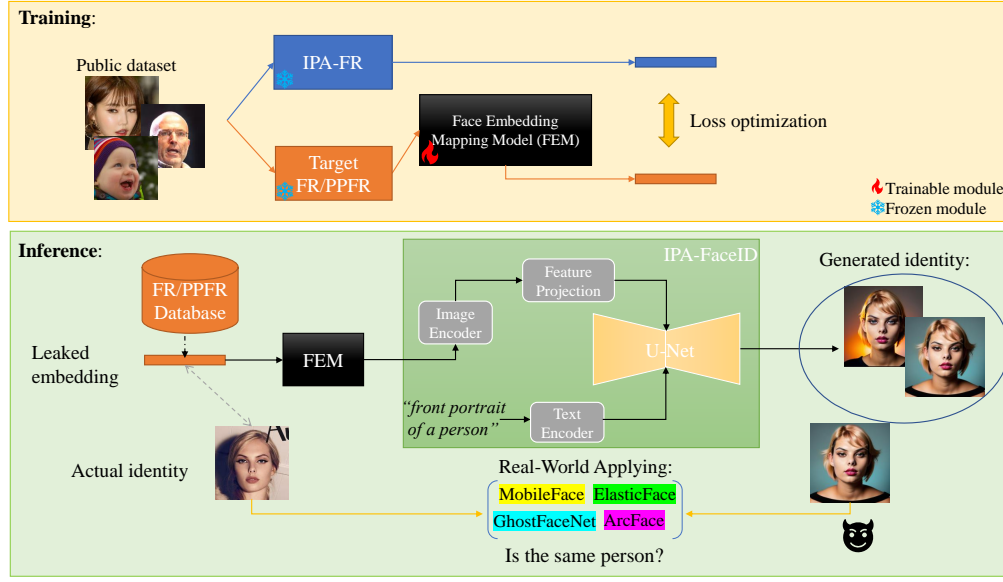 Training:
Public dataset
IPA-FR
Target
FR/PPFR
Face Embedding
Mapping Model (FEM)
Loss optimization
Trainable module
Frozen module
Inference:
FR/PPFR
Database
Leaked
embedding
FEM
IPA-FaceID
Image
Encoder
Feature
Projection
U-Net
“front portrait
of a person”
Text
Encoder
Generated identity:
Actual identity
Real-World Applying:
MobileFace
ElasticFace
GhostFaceNet
ArcFace
Is the same person?